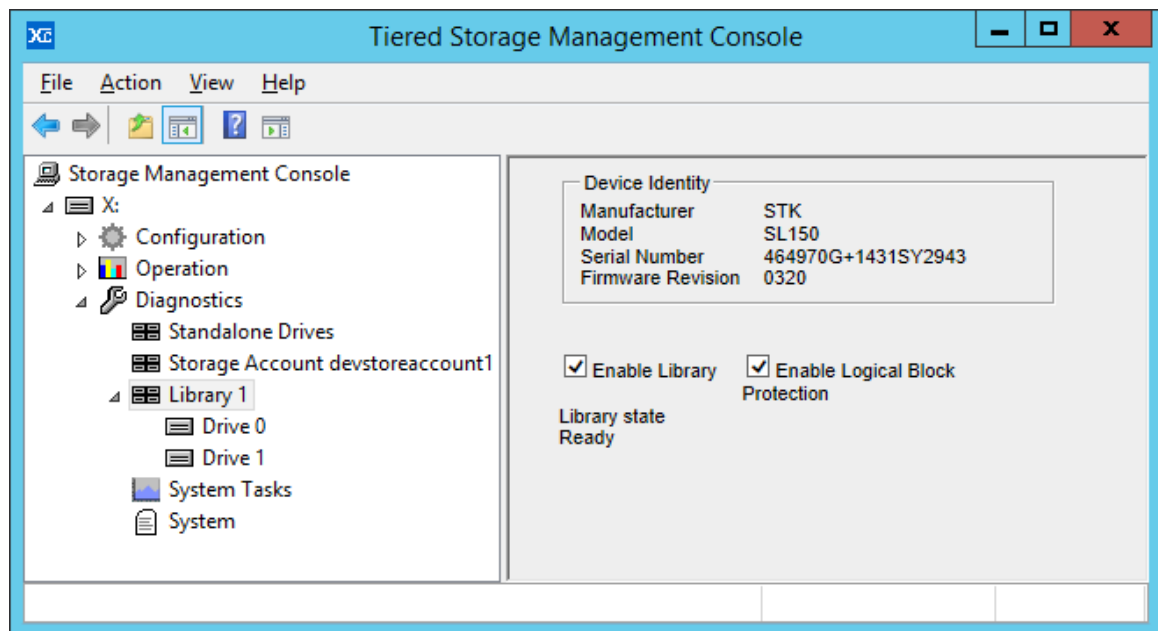 XIC Tiered Storage Management Console
File Action View Help
Storage Management Console
X:
Configuration
Operation
Diagnostics
Standalone Drives
Storage Account devstoreaccount1
Library 1
Drive 0
Drive 1
System Tasks
System
Device Identity
Manufacturer STK
Model SL150
Serial Number 464970G+1431SY2943
Firmware Revision 0320
Enable Library Enable Logical Block
Protection
Library state
Ready